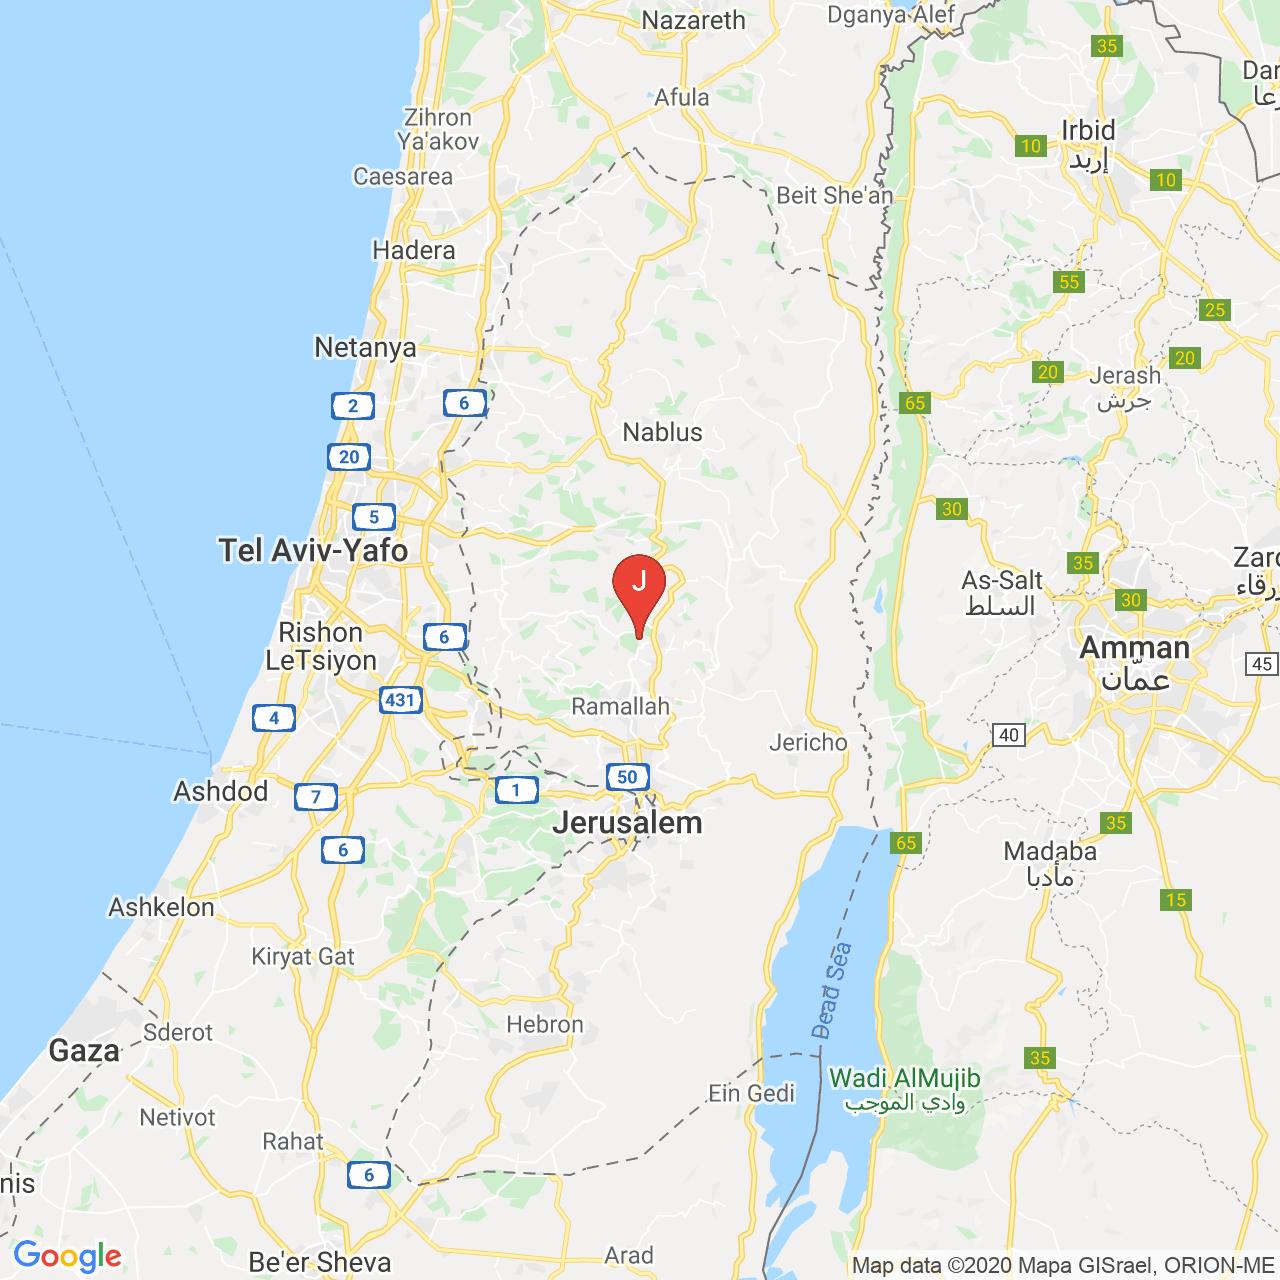 Nazareth
Dganya Alef
35
Afula
Zihron
Ya'akov
Irbid
إربد
10
Caesarea
10
Beit She'an
Hadera
55
25
Netanya
20
20
Jerash
جرش
2
6
65
Nablus
20
5
30
Tel Aviv-Yafo
35
As-Salt
السلط
J
30
Rishon
LeTsiyon
6
Amman
عمّان
45
431
4
Ramallah
40
Jericho
50
Ashdod
7
1
Jerusalem
35
6
65
Madaba
مأدبا
15
Ashkelon
Kiryat Gat
Dead Sea
Hebron
Sderot
Gaza
35
Wadi AlMujib
وادي الموجب
Ein Gedi
Netivot
Rahat
6
nis
Arad
Be'er Sheva
Google
Map data ©2020 Mapa GISrael, ORION-ME